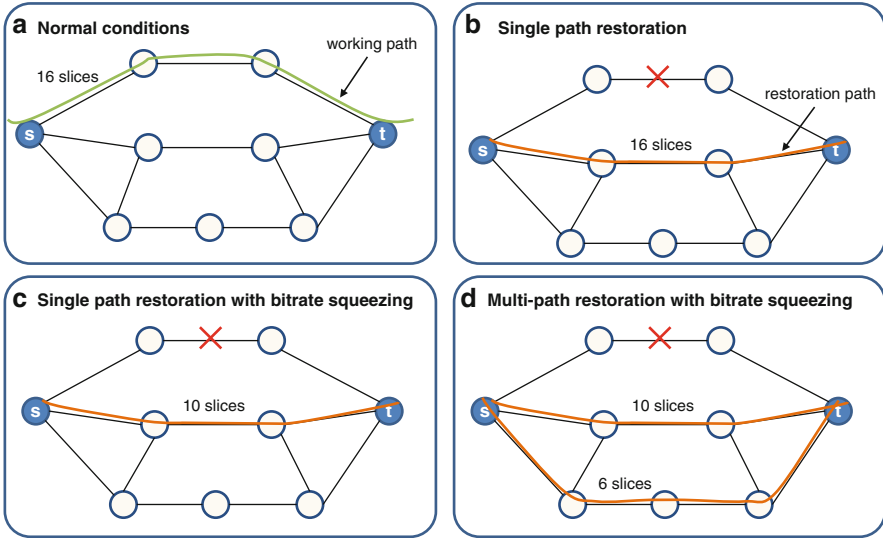 a Normal conditions
working path
16 slices
s
t
b Single path restoration
restoration path
16 slices
s
t
c Single path restoration with bitrate squeezing
10 slices
s
t
d Multi-path restoration with bitrate squeezing
10 slices
s
t
6 slices